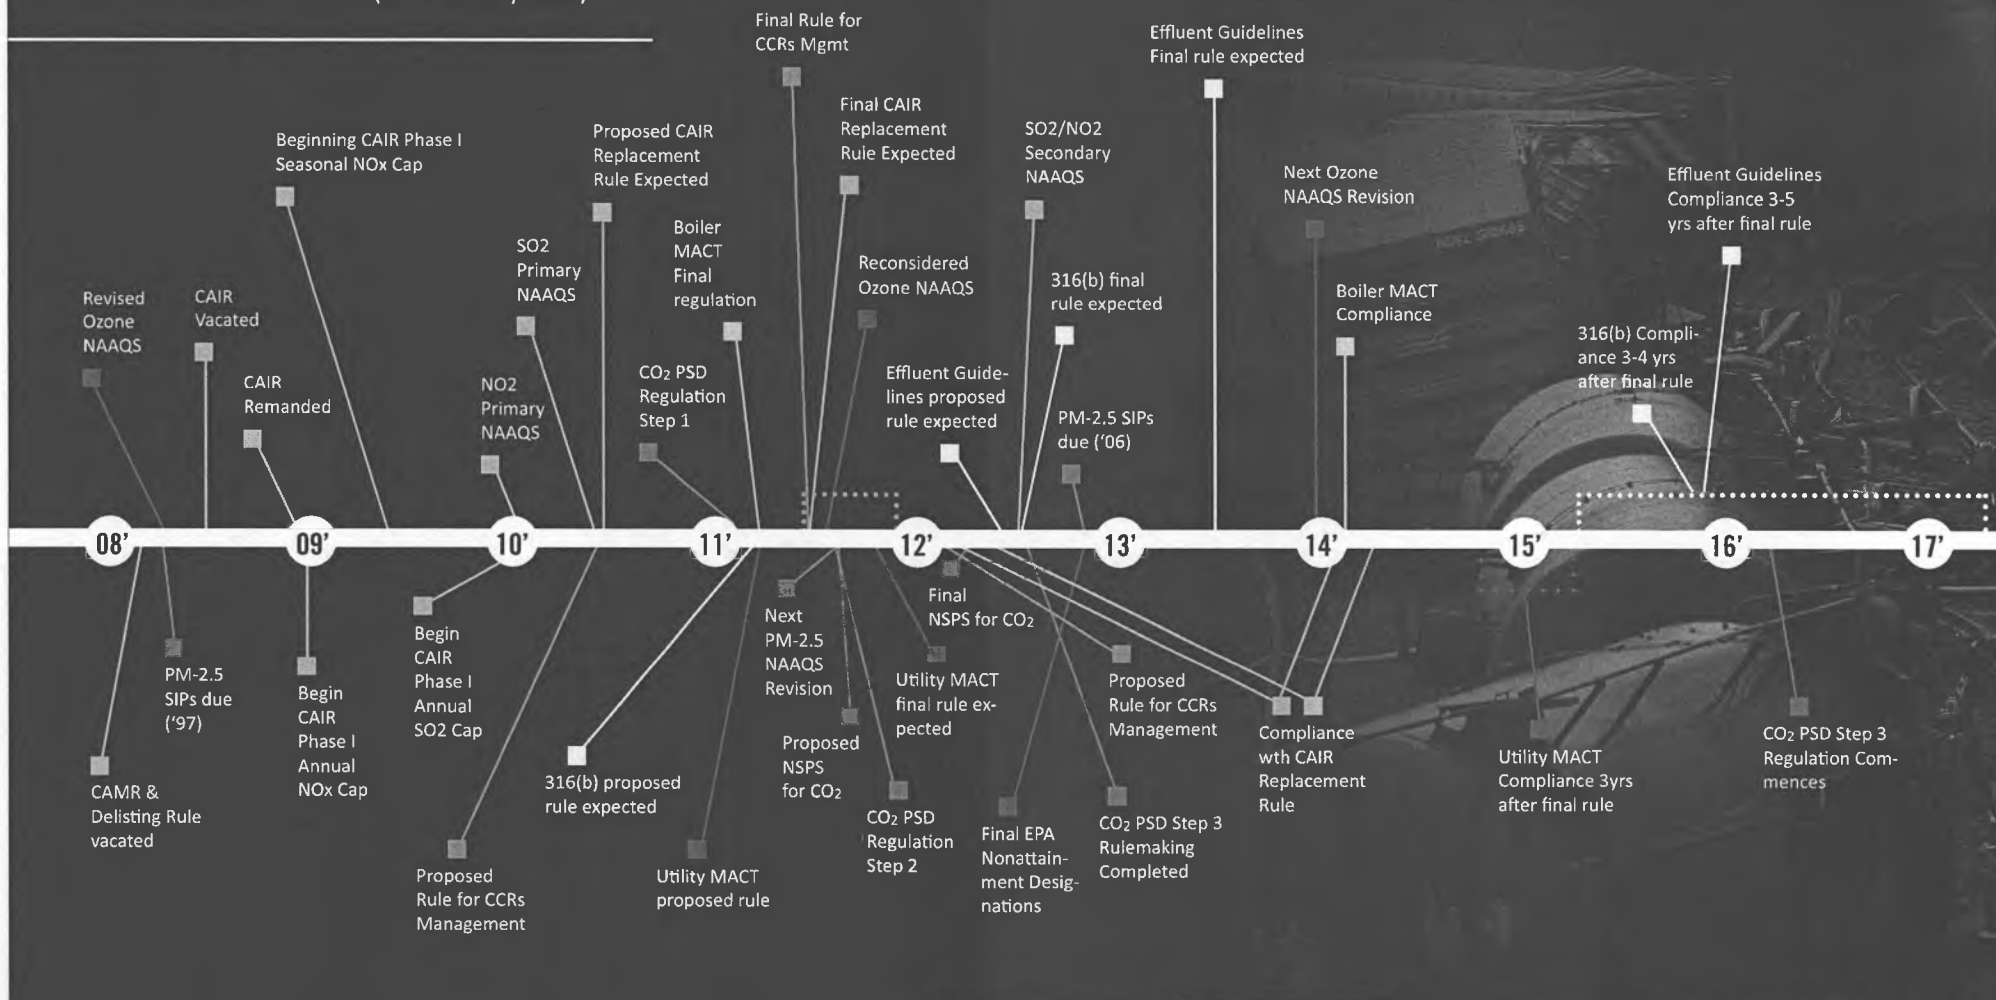 Final Rule for
CCRs Mgmt
Effluent Guidelines
Final rule expected
Final CAIR
Replacement
Rule Expected
Beginning CAIR Phase I
Seasonal NOx Cap
Proposed CAIR
Replacement
Rule Expected
SO2/NO2
Secondary
NAAQS
Next Ozone
NAAQS Revision
Effluent Guidelines
Compliance 3-5
yrs after final rule
Boiler
MACT
Final
regulation
SO2
Primary
NAAQS
Reconsidered
Ozone NAAQS
316(b) final
rule expected
Boiler MACT
Compliance
Revised
Ozone
NAAQS
CAIR
Vacated
316(b) Compli-
ance 3-4 yrs
after final rule
CAIR
Remanded
NO2
Primary
NAAQS
CO2 PSD
Regulation
Step 1
Effluent Guide-
lines proposed
rule expected
PM-2.5 SIPs
due (‘06)
08' 09' 10' 11' 12' 13' 14' 15' 16' 17'
PM-2.5
SIPs due
(‘97)
Begin
CAIR
Phase I
Annual
NOx Cap
Begin
CAIR
Phase I
Annual
SO2 Cap
Next
PM-2.5
NAAQS
Revision
Final
NSPS for CO2
Utility MACT
final rule ex-
pected
Proposed
Rule for CCRs
Management
Compliance
wth CAIR
Replacement
Rule
Utility MACT
Compliance 3yrs
after final rule
CO2 PSD Step 3
Regulation Com-
mences
CAMR &
Delisting Rule
vacated
316(b) proposed
rule expected
Proposed
NSPS
for CO2
CO2 PSD
Regulation
Step 2
Final EPA
Nonattain-
ment Desig-
nations
CO2 PSD Step 3
Rulemaking
Completed
Proposed
Rule for CCRs
Management
Utility MACT
proposed rule